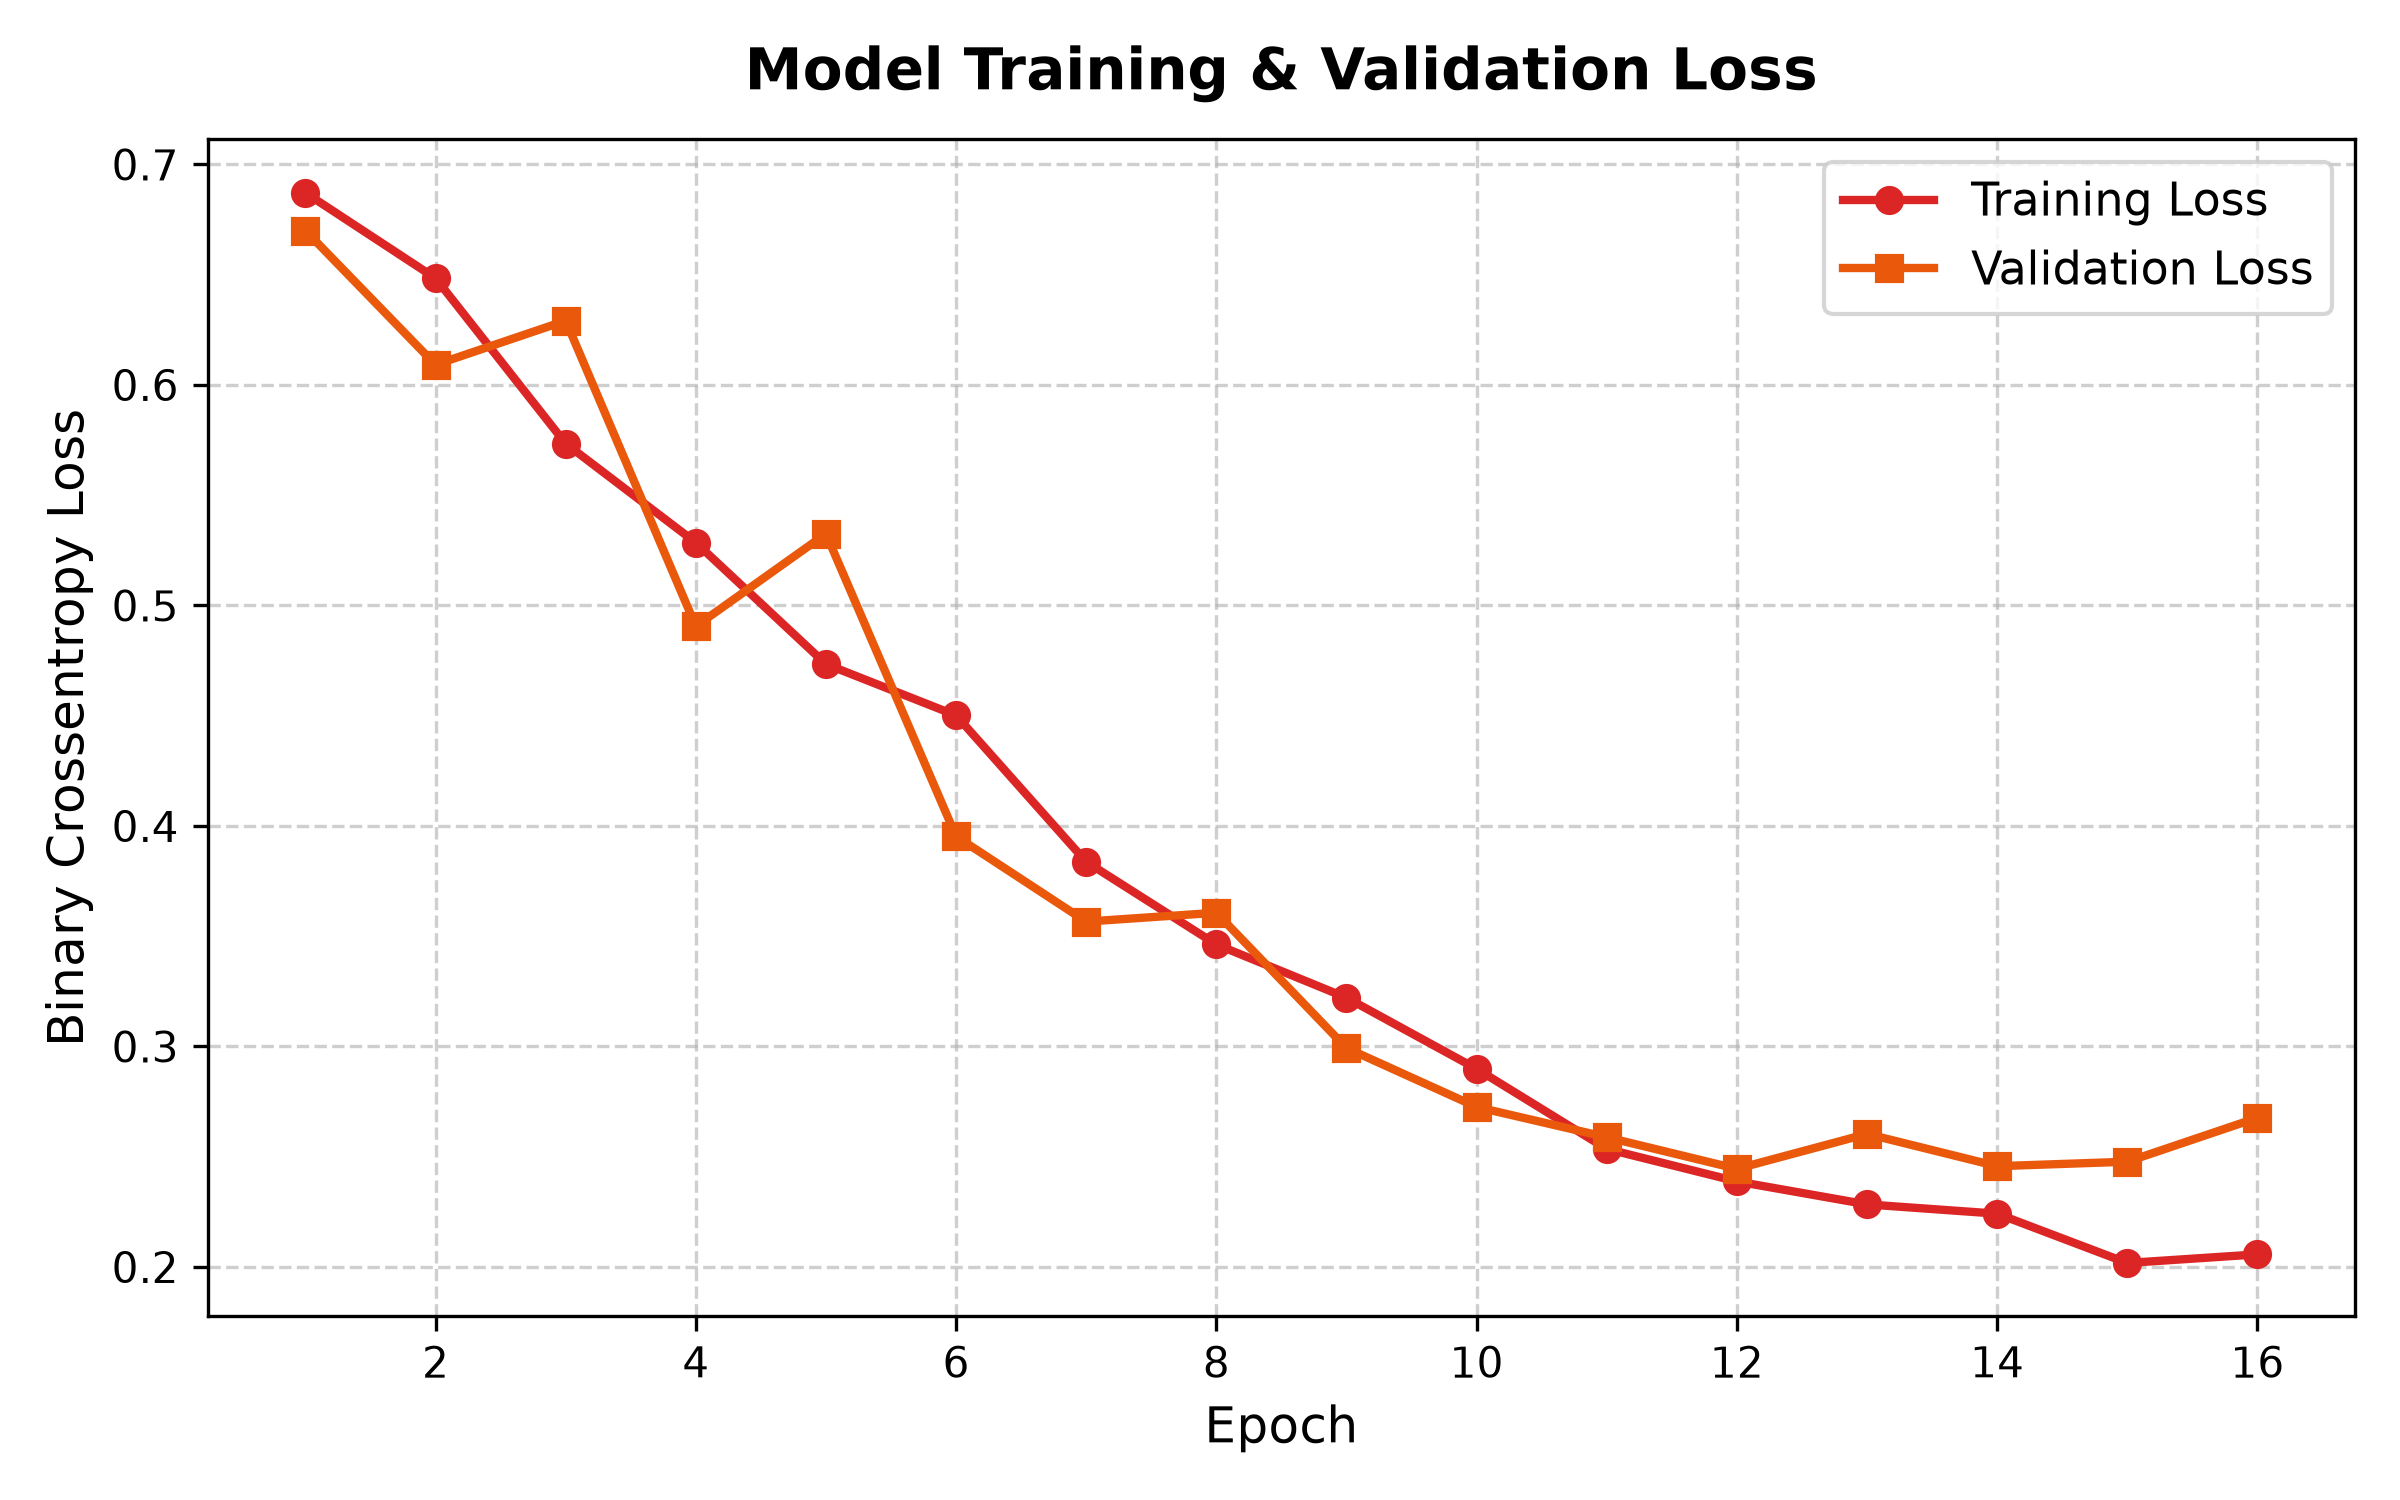 Model Training & Validation Loss
Training Loss
Validation Loss
Binary Crossentropy Loss
0.7
0.6
0.5
0.4
0.3
0.2
2 4 6 8 10 12 14 16
Epoch